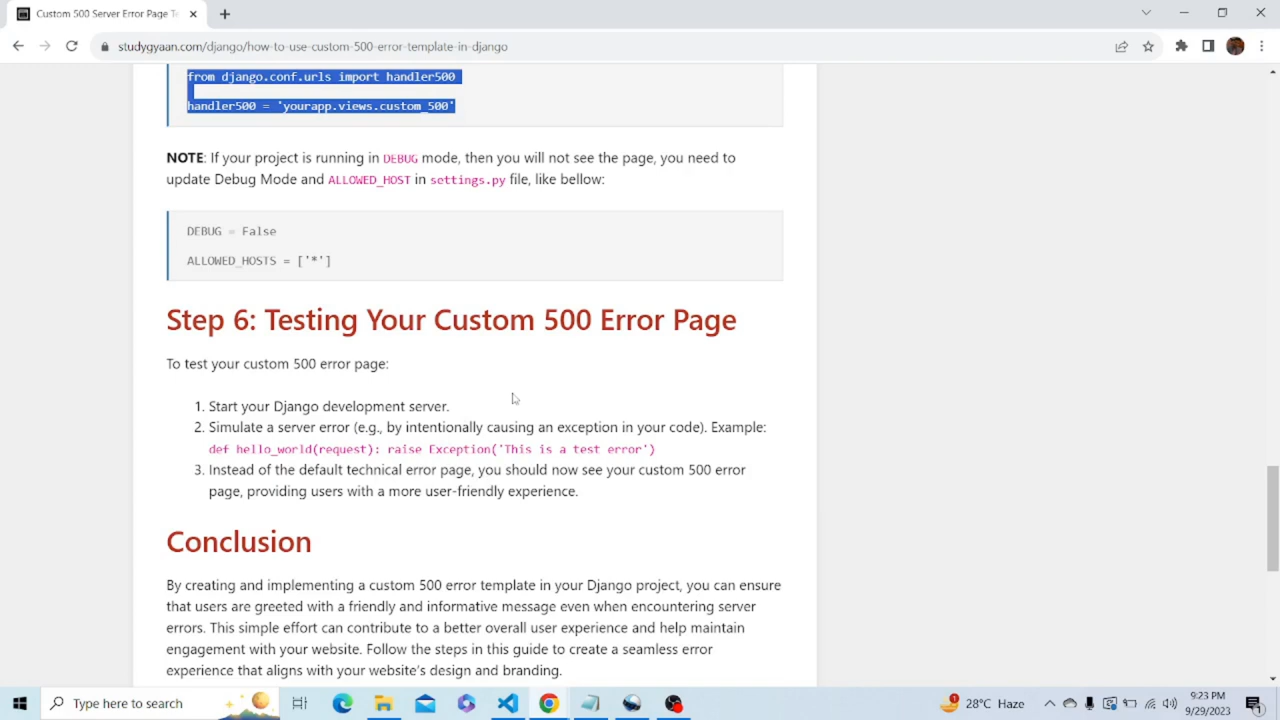 Custom 500 Server Error Page Te
studygyaan.com/django/how-to-use-custom-500-error-template-in-django
from django.conf.urls import handler500
handler500 = 'yourapp.views.custom_500'
NOTE: If your project is running in DEBUG mode, then you will not see the page, you need to
update Debug Mode and ALLOWED_HOST in settings.py file, like bellow:
DEBUG = False
ALLOWED_HOSTS = ['*']
Step 6: Testing Your Custom 500 Error Page
To test your custom 500 error page:
1. Start your Django development server.
2. Simulate a server error (e.g., by intentionally causing an exception in your code). Example:
def hello_world(request): raise Exception('This is a test error')
3. Instead of the default technical error page, you should now see your custom 500 error
page, providing users with a more user-friendly experience.
Conclusion
By creating and implementing a custom 500 error template in your Django project, you can ensure
that users are greeted with a friendly and informative message even when encountering server
errors. This simple effort can contribute to a better overall user experience and help maintain
engagement with your website. Follow the steps in this guide to create a seamless error
experience that aligns with your website's design and branding.
Type here to search
1
28°C Haze
9:23 PM
9/29/2023
1